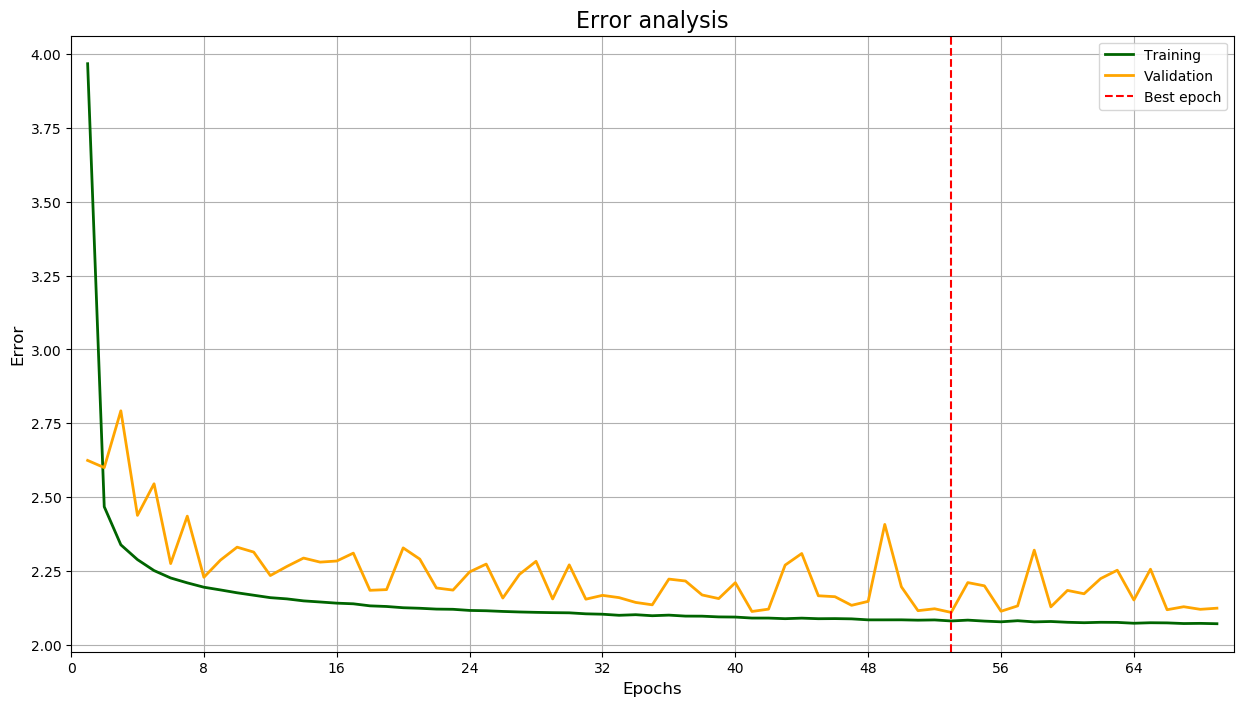 Error analysis
Training
Validation
Best epoch
4.00
3.75
3.50
3.25
3.00
2.75
2.50
2.25
2.00
Error
0 8 16 24 32 40 48 56 64
Epochs